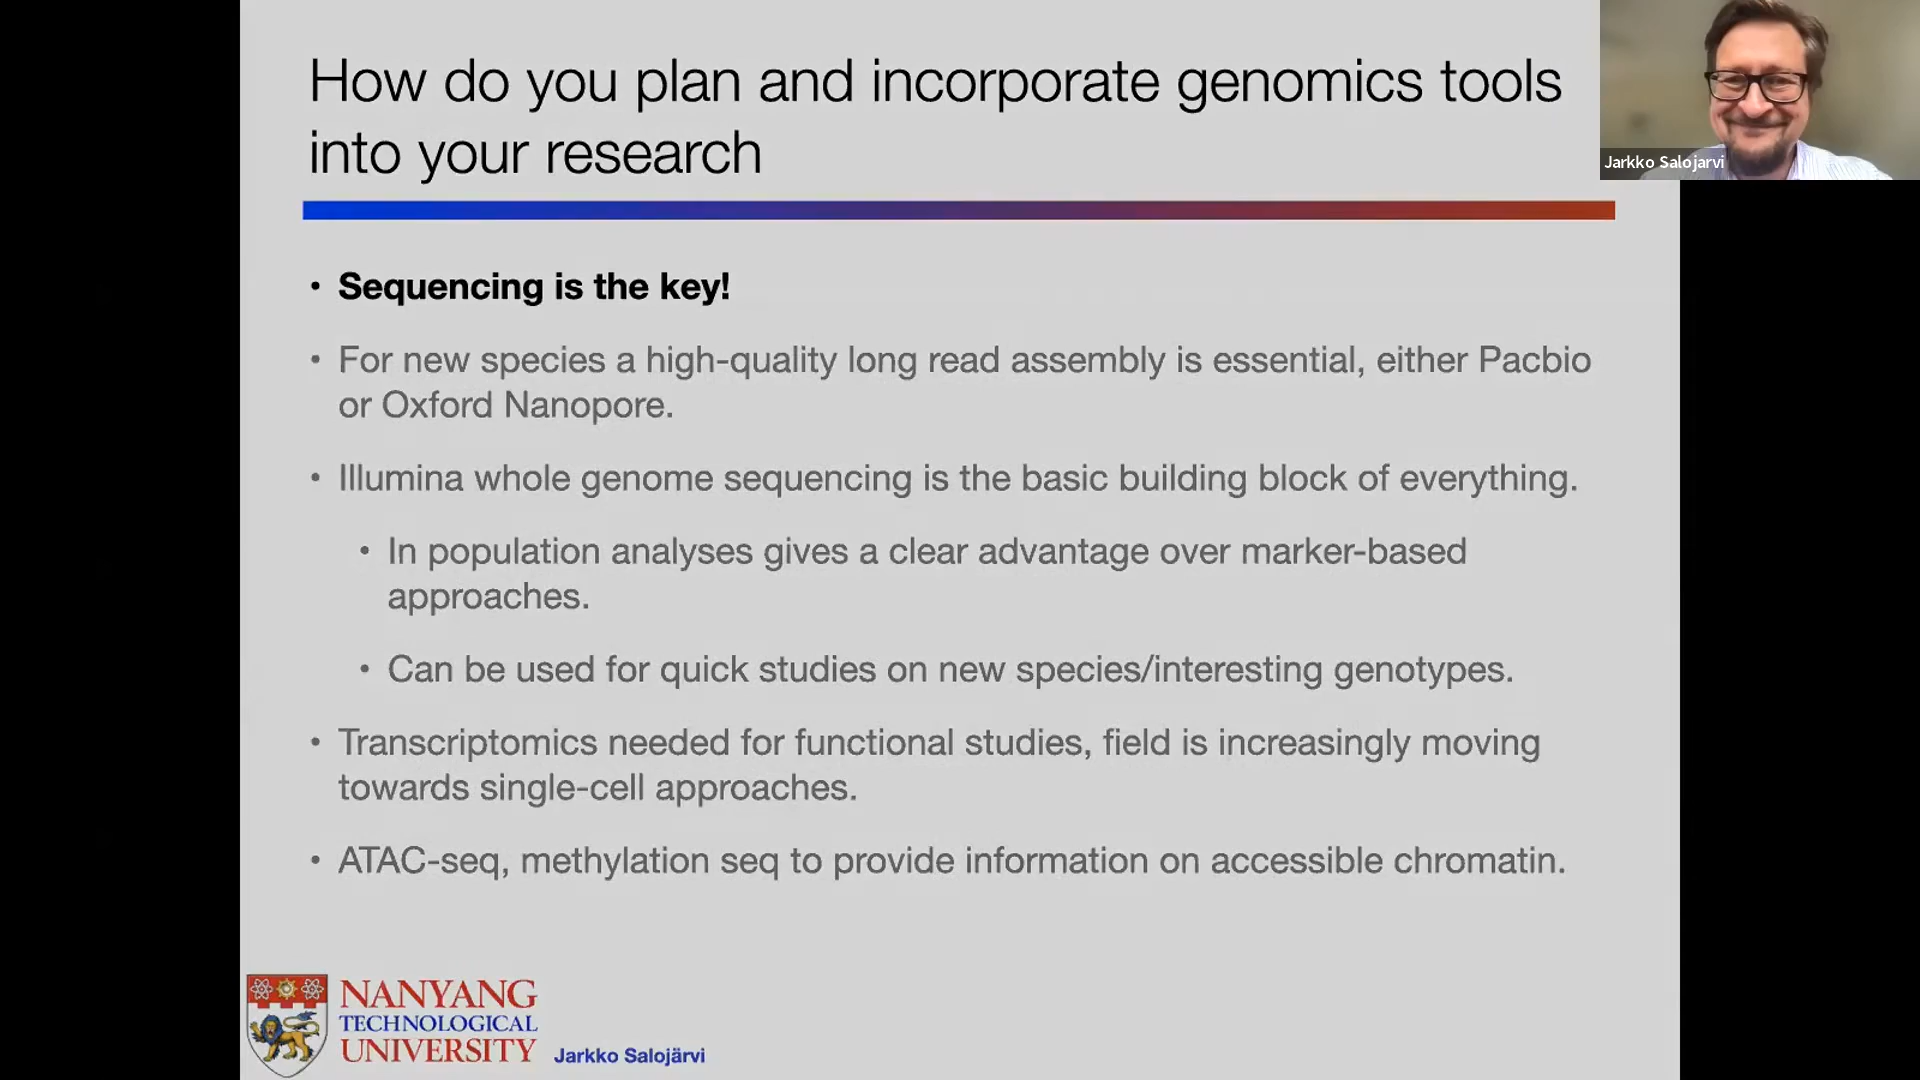 How do you plan and incorporate genomics tools
into your research
Jarkko Salojarvi
• Sequencing is the key!
• For new species a high-quality long read assembly is essential, either Pacbio
or Oxford Nanopore.
• Illumina whole genome sequencing is the basic building block of everything.
• In population analyses gives a clear advantage over marker-based
approaches.
• Can be used for quick studies on new species/interesting genotypes.
• Transcriptomics needed for functional studies, field is increasingly moving
towards single-cell approaches.
• ATAC-seq, methylation seq to provide information on accessible chromatin.
NANYANG
TECHNOLOGICAL
UNIVERSITY
Jarkko Salojärvi